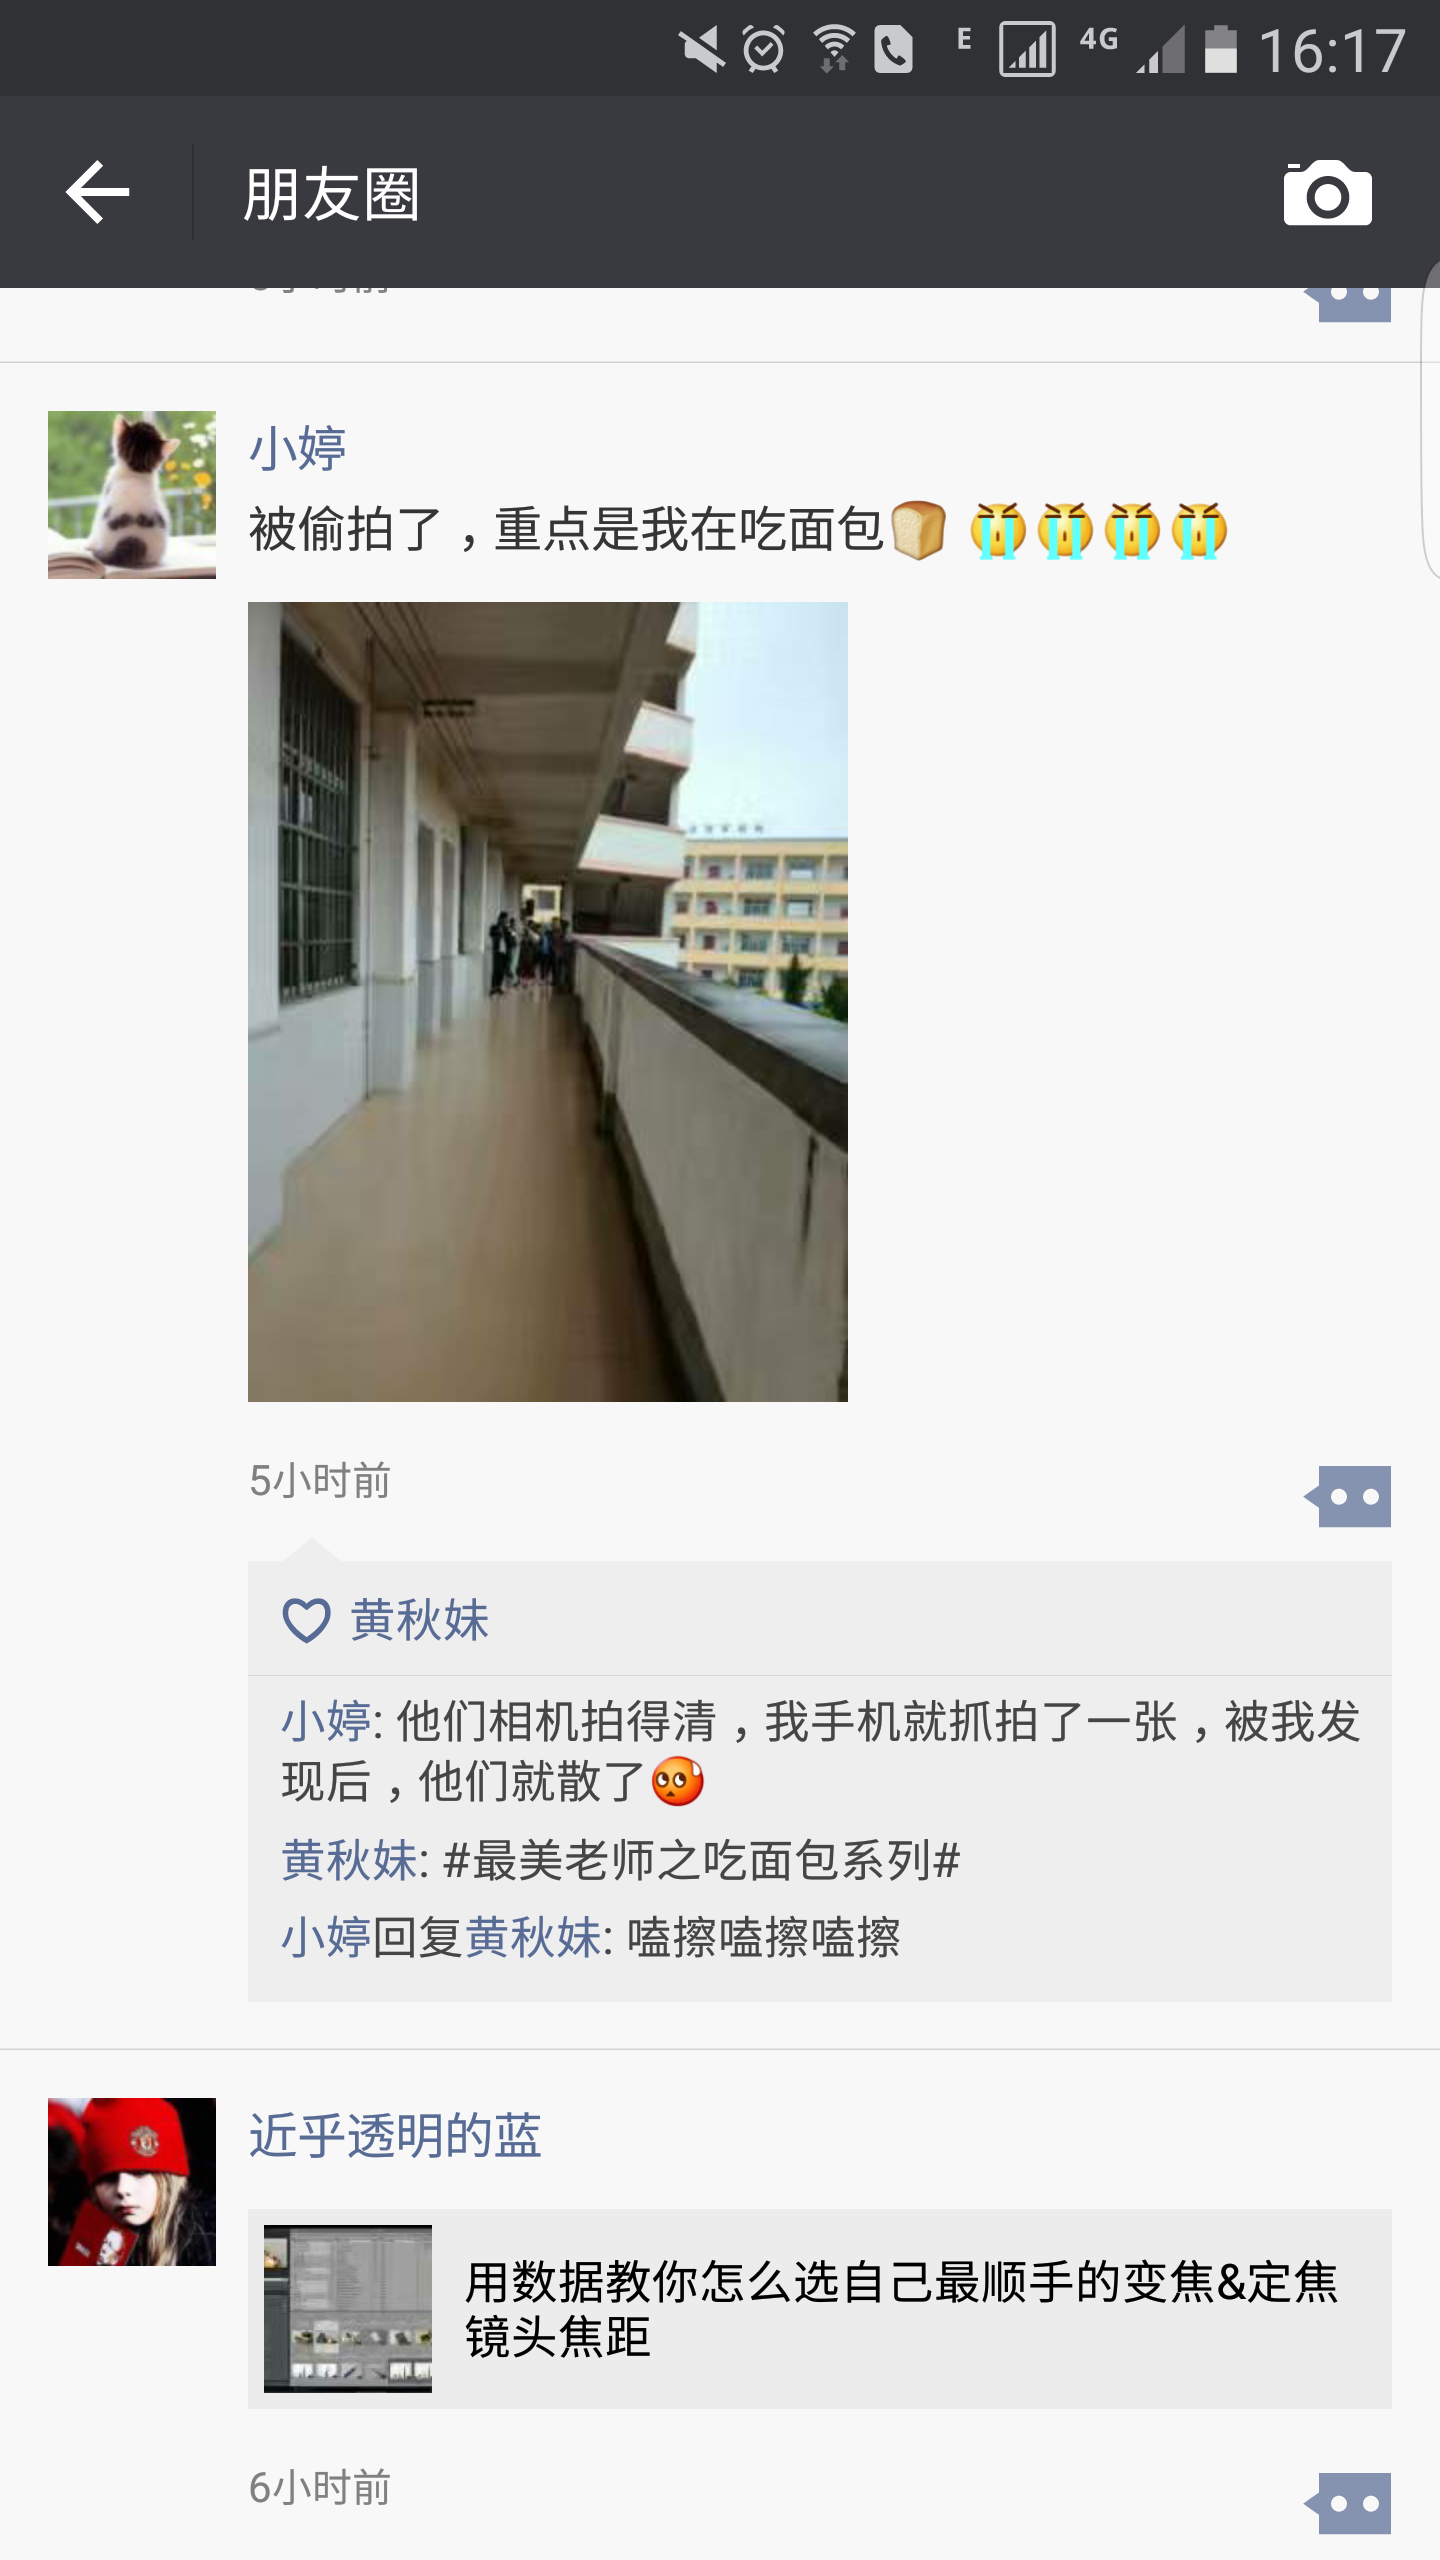 E 4G 16:17
朋友圈
小婷
被偷拍了，重点是我在吃面包🍞 😭😭😭😭
5小时前
黄秋妹
小婷: 他们相机拍得清，我手机就抓拍了一张，被我发
现后，他们就散了
黄秋妹: #最美老师之吃面包系列#
小婷回复黄秋妹: 嗑擦嗑擦嗑擦
近乎透明的蓝
用数据教你怎么选自己最顺手的变焦&定焦
镜头焦距
6小时前